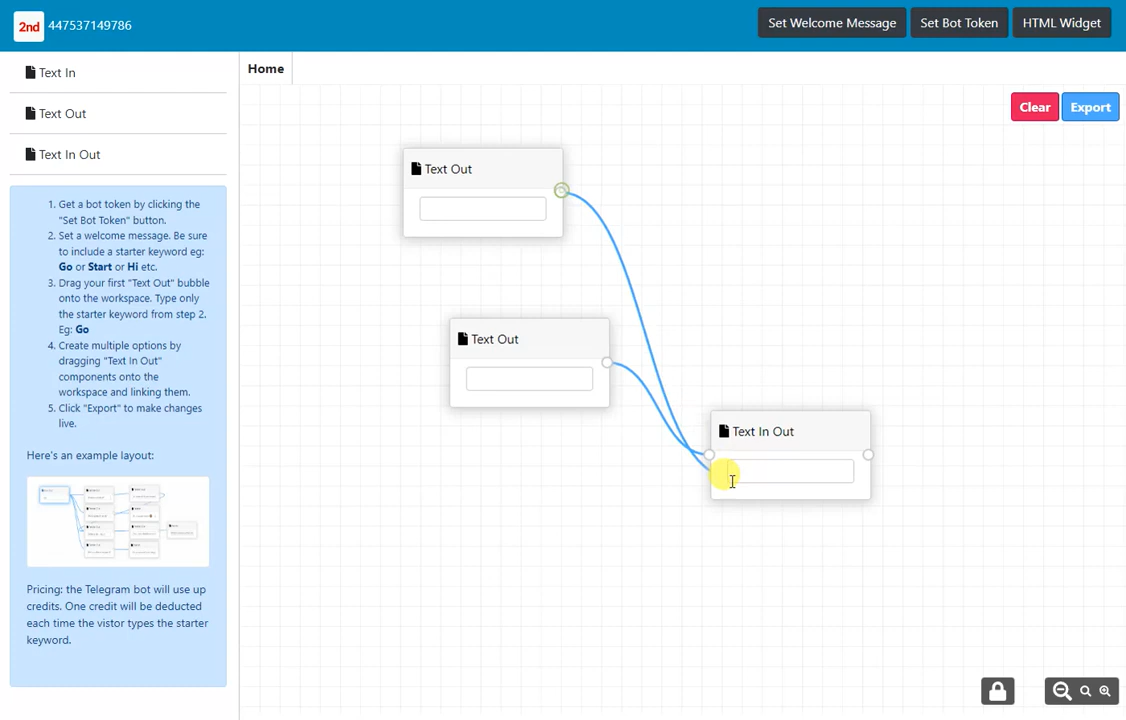 2nd 447537149786
Set Welcome Message
Set Bot Token
HTML Widget
Text In
Text Out
Text In Out
1. Get a bot token by clicking the
"Set Bot Token" button.
2. Set a welcome message. Be sure
to include a starter keyword eg:
Go or Start or Hi etc.
3. Drag your first "Text Out" bubble
onto the workspace. Type only
the starter keyword from step 2.
Eg: Go
4. Create multiple options by
dragging "Text In Out"
components onto the
workspace and linking them.
5. Click "Export" to make changes
live.
Here's an example layout:
Pricing: the Telegram bot will use up
credits. One credit will be deducted
each time the vistor types the starter
keyword.
Home
Clear
Export
Text Out
Text Out
Text In Out